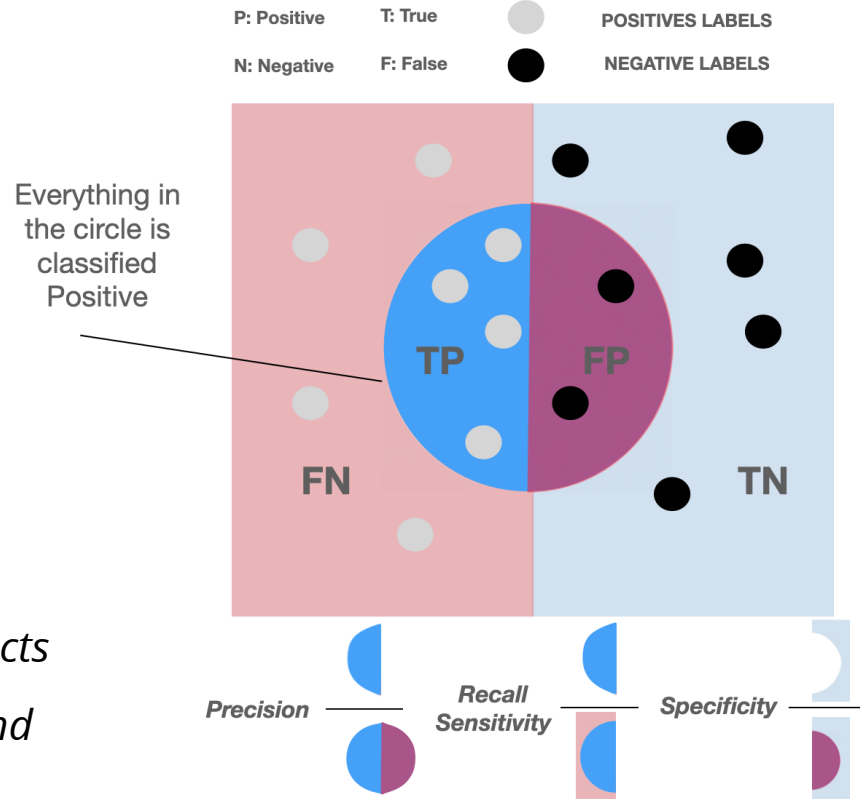 P: Positive T: True POSITIVES LABELS
N: Negative F: False NEGATIVE LABELS
Everything in
the circle is
classified
Positive
TP FP
FN TN
cts
nd
Precision
Recall
Sensitivity
Specificity